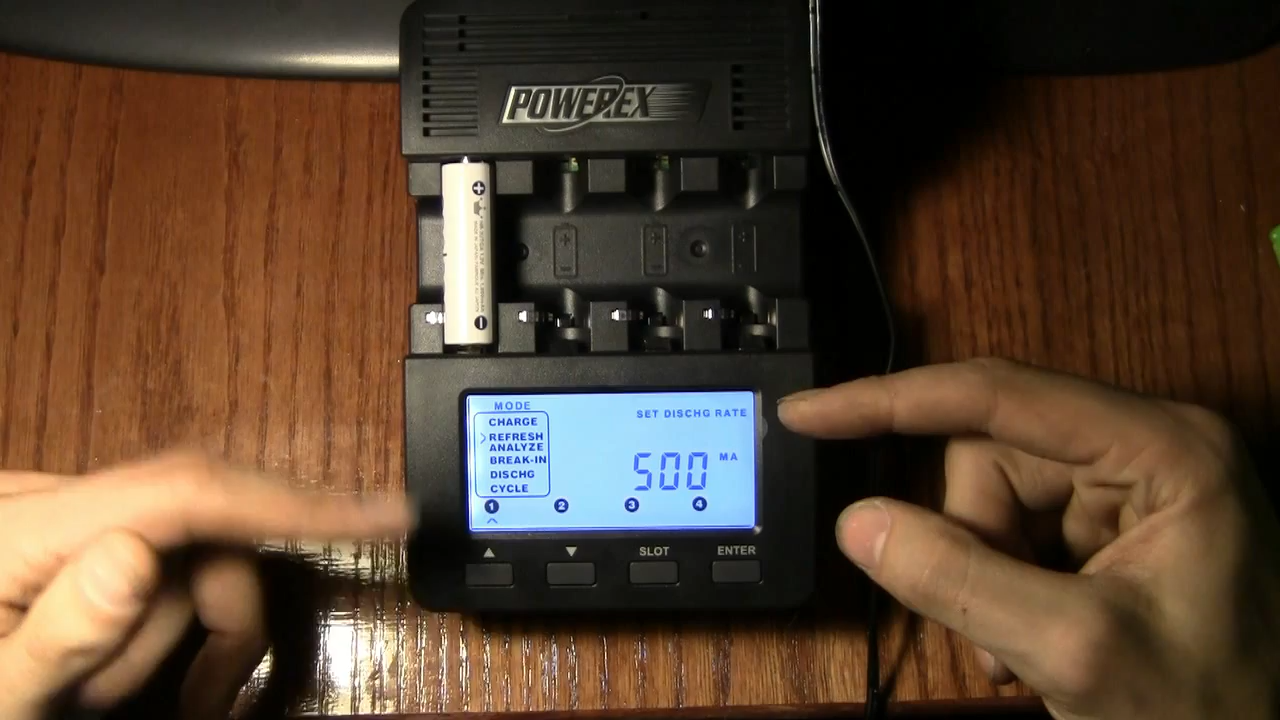 POWEREX
MODE
CHARGE
REFRESH
ANALYZE
BREAK-IN
DISCHG
CYCLE
SET DISCHG RATE
500 MA
1 2 3 4
SLOT
ENTER